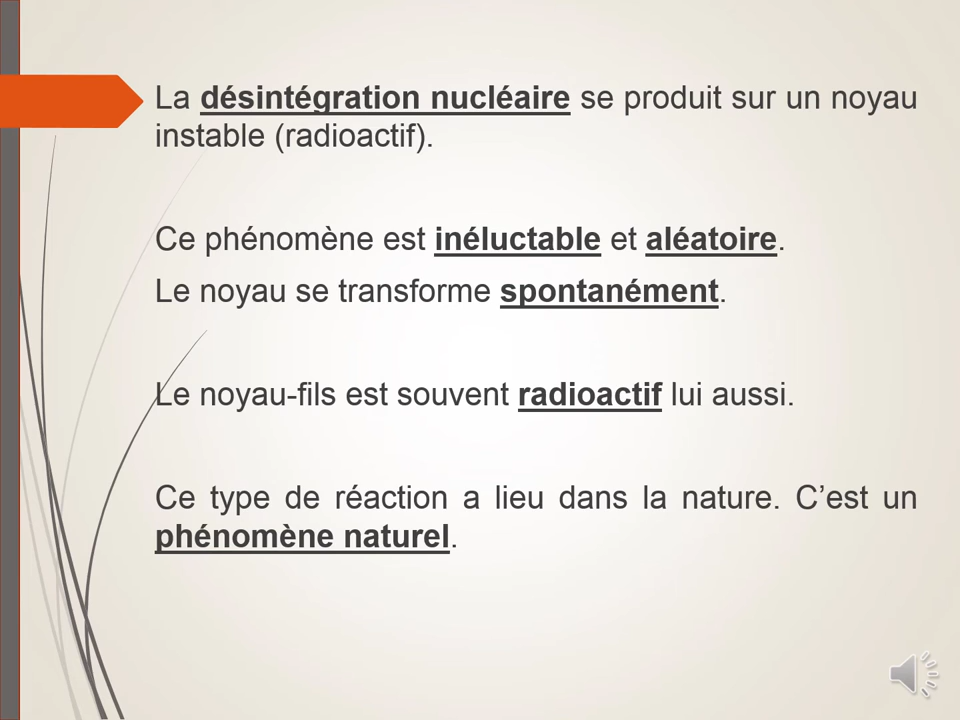 La désintégration nucléaire se produit sur un noyau
instable (radioactif).
Ce phénomène est inéluctable et aléatoire.
Le noyau se transforme spontanément.
Le noyau-fils est souvent radioactif lui aussi.
Ce type de réaction a lieu dans la nature. C’est un
phénomène naturel.